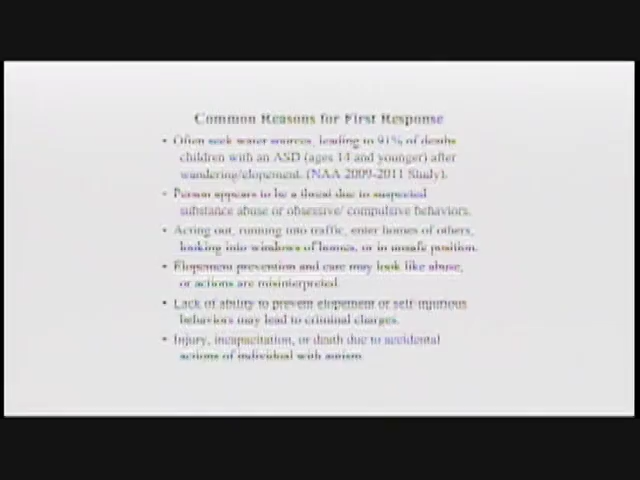 Common Reasons for First Response
• Often seek water sources, leading to 91% of deaths
children with an ASD (ages 14 and younger) after
wandering/elopement. (NAA 2009-2011 Study).
• Person appears to be a threat due to suspected
substance abuse or obsessive/ compulsive behaviors.
• Acting out, running into traffic, enter homes of others,
looking into windows of homes, or in unsafe position.
• Elopement prevention and care may look like abuse,
or actions are misinterpreted.
• Lack of ability to prevent elopement or self-injurious
behaviors may lead to criminal charges.
• Injury, incapacitation, or death due to accidental
actions of individual with autism.